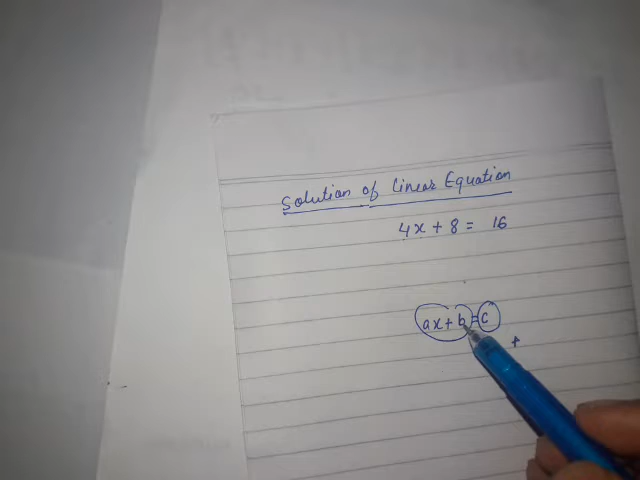 Solution of Linear Equation
4x + 8 = 16
ax + b = c
+